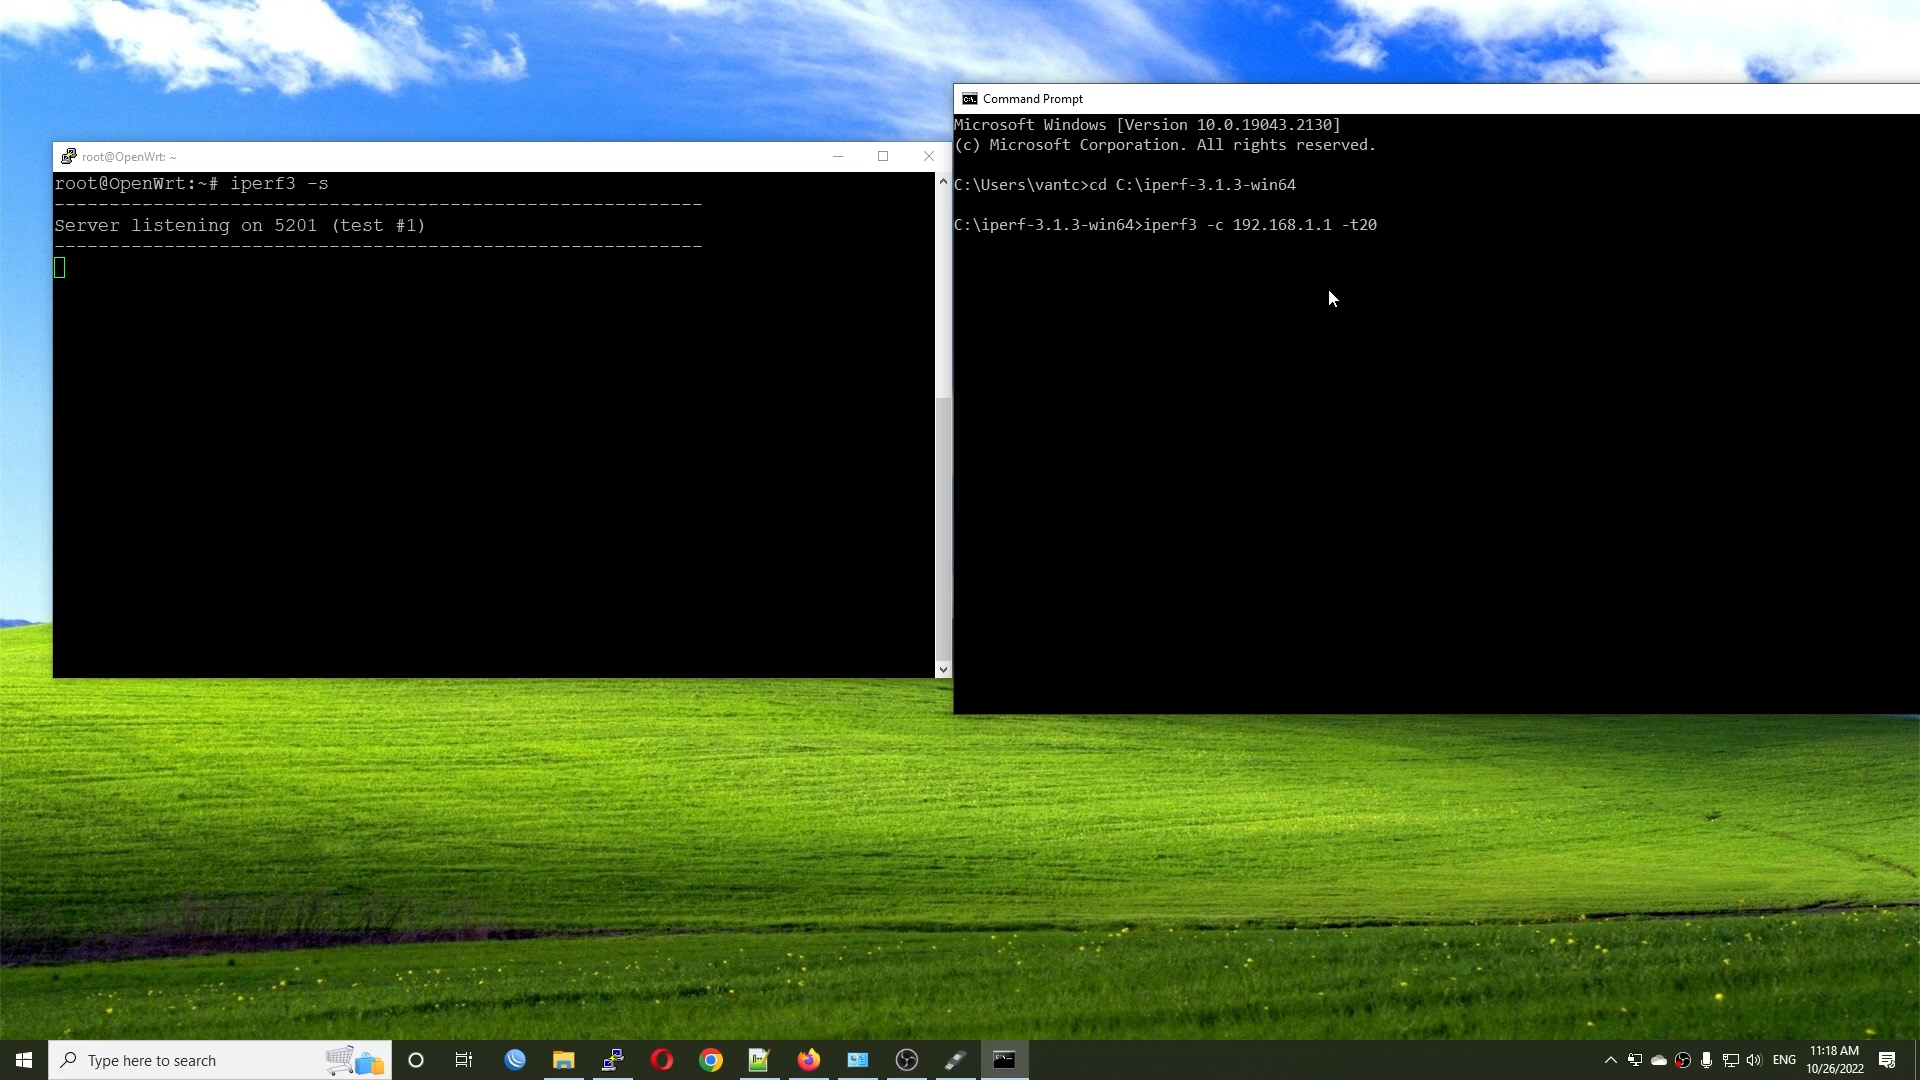 root@OpenWrt: ~
root@OpenWrt:~# iperf3 -s
-----------------------------------------------------------
Server listening on 5201 (test #1)
-----------------------------------------------------------
Command Prompt
Microsoft Windows [Version 10.0.19043.2130]
(c) Microsoft Corporation. All rights reserved.
C:\Users\vantc>cd C:\iperf-3.1.3-win64
C:\iperf-3.1.3-win64>iperf3 -c 192.168.1.1 -t20
Type here to search
ENG
11:18 AM
10/26/2022